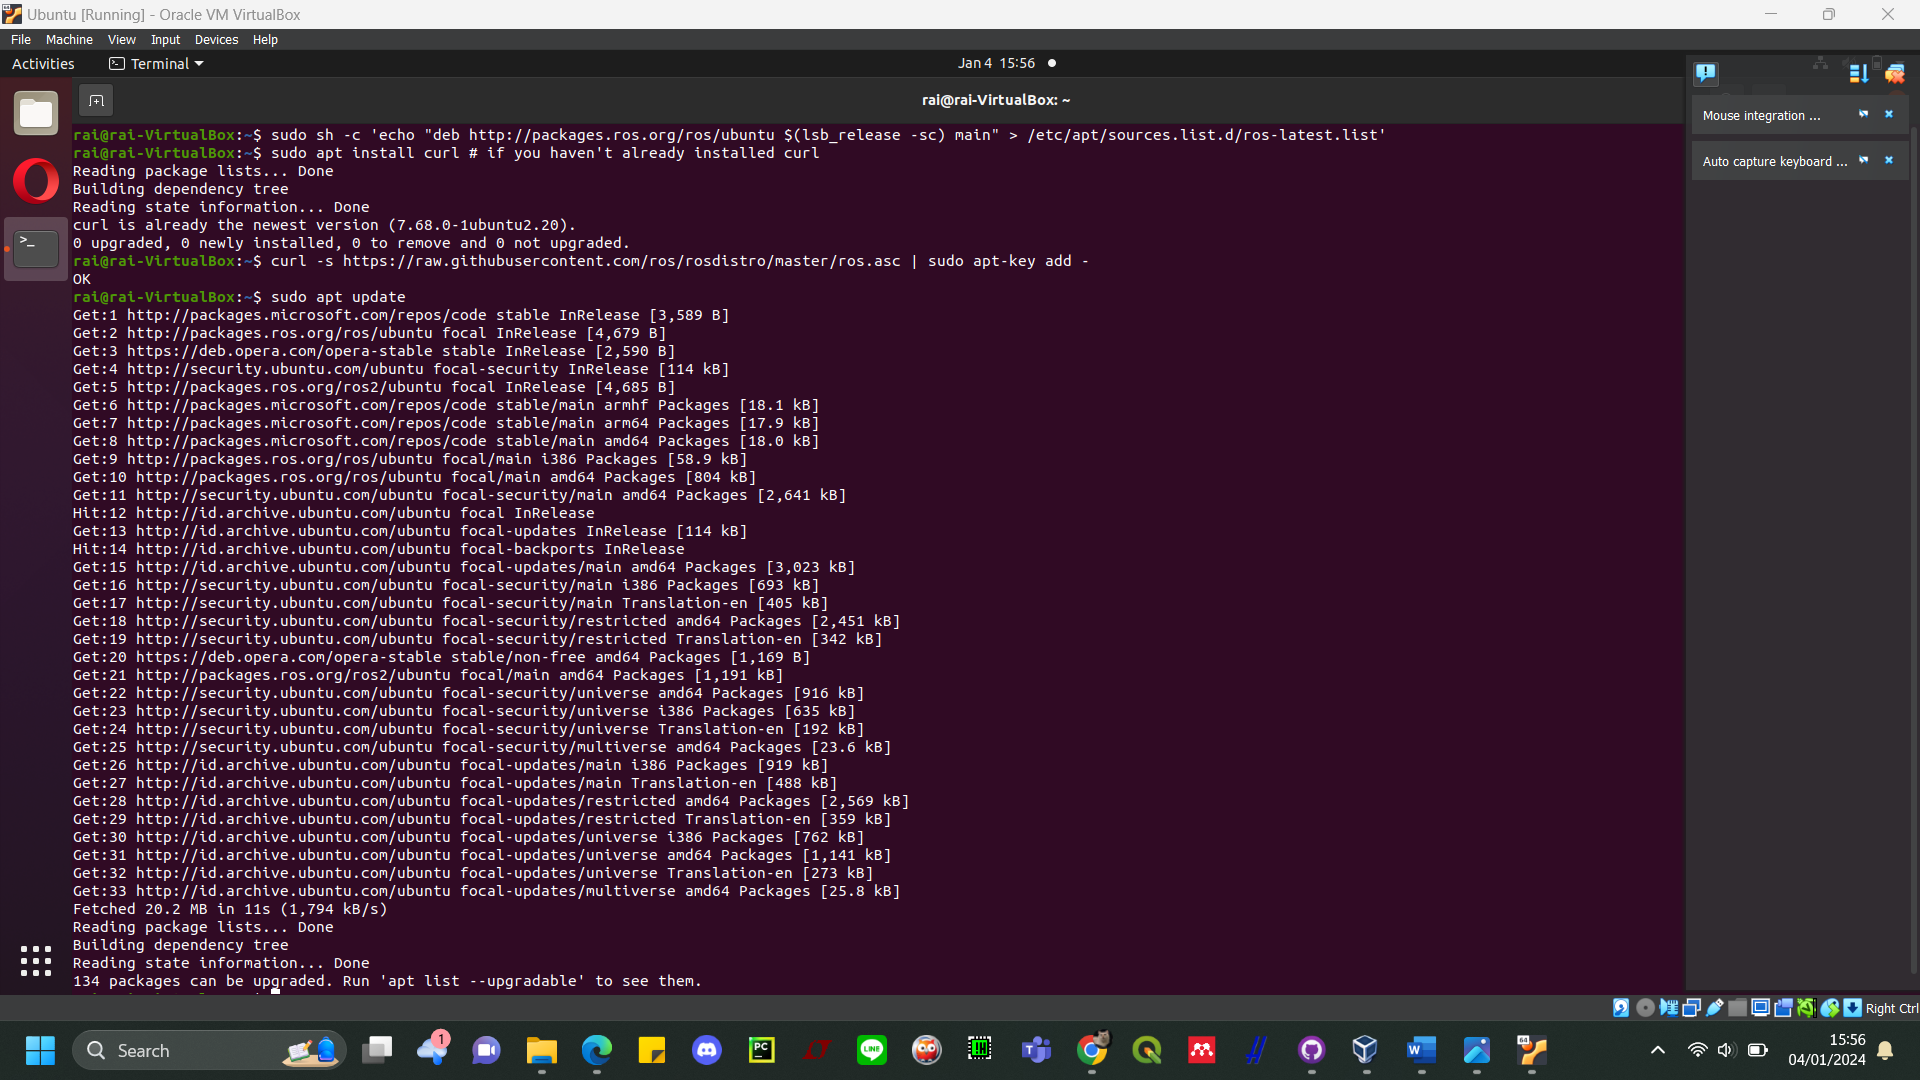 Ubuntu [Running] - Oracle VM VirtualBox
File Machine View Input Devices Help
Activities Terminal Jan 4 15:56
rai@rai-VirtualBox: ~
Mouse integration ...
Auto capture keyboard ...
rai@rai-VirtualBox:~$ sudo sh -c 'echo "deb http://packages.ros.org/ros/ubuntu $(lsb_release -sc) main" > /etc/apt/sources.list.d/ros-latest.list'
rai@rai-VirtualBox:~$ sudo apt install curl # if you haven't already installed curl
Reading package lists... Done
Building dependency tree
Reading state information... Done
curl is already the newest version (7.68.0-1ubuntu2.20).
0 upgraded, 0 newly installed, 0 to remove and 0 not upgraded.
rai@rai-VirtualBox:~$ curl -s https://raw.githubusercontent.com/ros/rosdistro/master/ros.asc | sudo apt-key add -
OK
rai@rai-VirtualBox:~$ sudo apt update
Get:1 http://packages.microsoft.com/repos/code stable InRelease [3,589 B]
Get:2 http://packages.ros.org/ros/ubuntu focal InRelease [4,679 B]
Get:3 https://deb.opera.com/opera-stable stable InRelease [2,590 B]
Get:4 http://security.ubuntu.com/ubuntu focal-security InRelease [114 kB]
Get:5 http://packages.ros.org/ros2/ubuntu focal InRelease [4,685 B]
Get:6 http://packages.microsoft.com/repos/code stable/main armhf Packages [18.1 kB]
Get:7 http://packages.microsoft.com/repos/code stable/main arm64 Packages [17.9 kB]
Get:8 http://packages.microsoft.com/repos/code stable/main amd64 Packages [18.0 kB]
Get:9 http://packages.ros.org/ros/ubuntu focal/main i386 Packages [58.9 kB]
Get:10 http://packages.ros.org/ros/ubuntu focal/main amd64 Packages [804 kB]
Get:11 http://security.ubuntu.com/ubuntu focal-security/main amd64 Packages [2,641 kB]
Hit:12 http://id.archive.ubuntu.com/ubuntu focal InRelease
Get:13 http://id.archive.ubuntu.com/ubuntu focal-updates InRelease [114 kB]
Hit:14 http://id.archive.ubuntu.com/ubuntu focal-backports InRelease
Get:15 http://id.archive.ubuntu.com/ubuntu focal-updates/main amd64 Packages [3,023 kB]
Get:16 http://security.ubuntu.com/ubuntu focal-security/main i386 Packages [693 kB]
Get:17 http://security.ubuntu.com/ubuntu focal-security/main Translation-en [405 kB]
Get:18 http://security.ubuntu.com/ubuntu focal-security/restricted amd64 Packages [2,451 kB]
Get:19 http://security.ubuntu.com/ubuntu focal-security/restricted Translation-en [342 kB]
Get:20 https://deb.opera.com/opera-stable stable/non-free amd64 Packages [1,169 B]
Get:21 http://packages.ros.org/ros2/ubuntu focal/main amd64 Packages [1,191 kB]
Get:22 http://security.ubuntu.com/ubuntu focal-security/universe amd64 Packages [916 kB]
Get:23 http://security.ubuntu.com/ubuntu focal-security/universe i386 Packages [635 kB]
Get:24 http://security.ubuntu.com/ubuntu focal-security/universe Translation-en [192 kB]
Get:25 http://security.ubuntu.com/ubuntu focal-security/multiverse amd64 Packages [23.6 kB]
Get:26 http://id.archive.ubuntu.com/ubuntu focal-updates/main i386 Packages [919 kB]
Get:27 http://id.archive.ubuntu.com/ubuntu focal-updates/main Translation-en [488 kB]
Get:28 http://id.archive.ubuntu.com/ubuntu focal-updates/restricted amd64 Packages [2,569 kB]
Get:29 http://id.archive.ubuntu.com/ubuntu focal-updates/restricted Translation-en [359 kB]
Get:30 http://id.archive.ubuntu.com/ubuntu focal-updates/universe i386 Packages [762 kB]
Get:31 http://id.archive.ubuntu.com/ubuntu focal-updates/universe amd64 Packages [1,141 kB]
Get:32 http://id.archive.ubuntu.com/ubuntu focal-updates/universe Translation-en [273 kB]
Get:33 http://id.archive.ubuntu.com/ubuntu focal-updates/multiverse amd64 Packages [25.8 kB]
Fetched 20.2 MB in 11s (1,794 kB/s)
Reading package lists... Done
Building dependency tree
Reading state information... Done
134 packages can be upgraded. Run 'apt list --upgradable' to see them.
Right Ctrl
Search
1
PC
LINE
64
15:56
04/01/2024